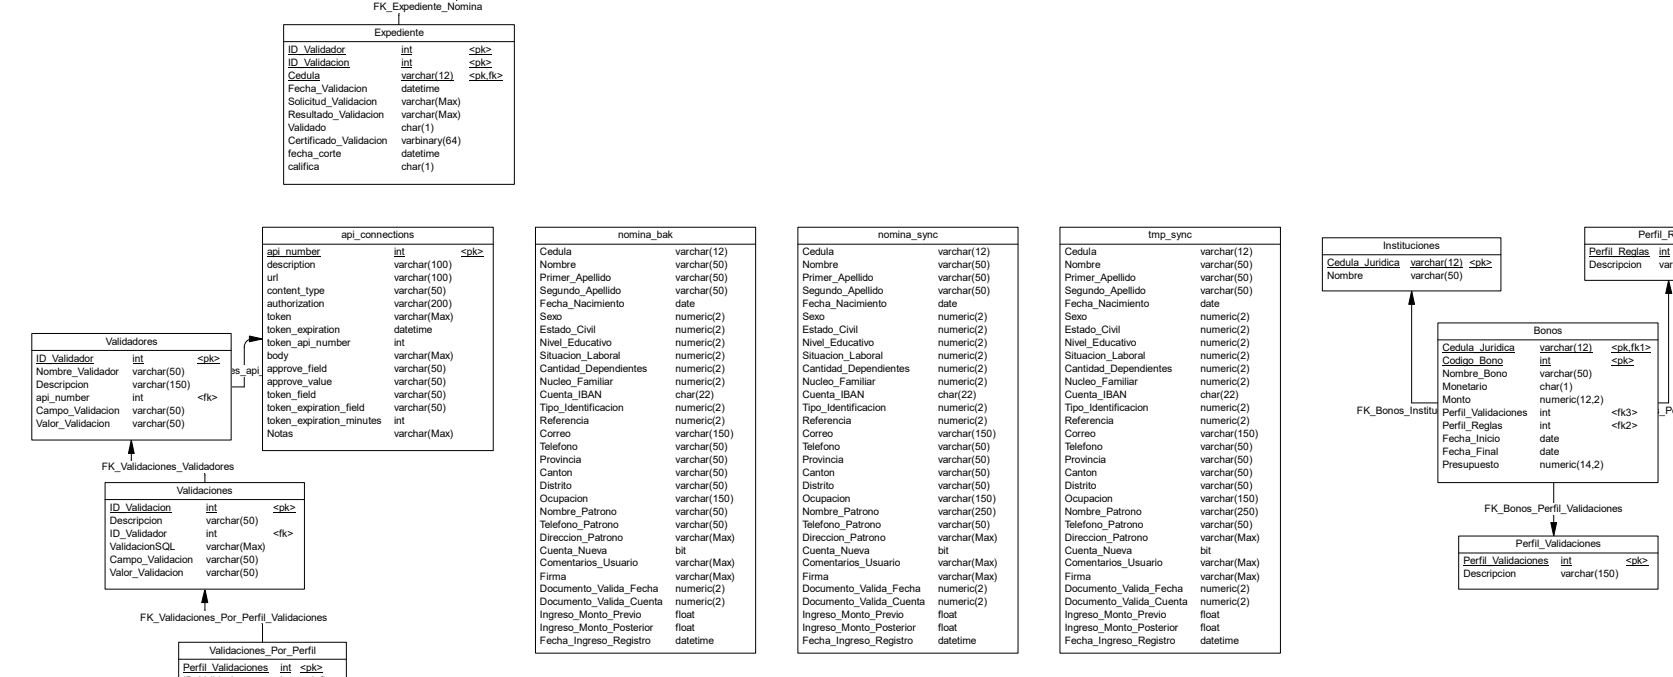 FK_Expediente_Nomina
Expediente
ID_Validador int <pk>
ID_Validacion int <pk>
Cedula varchar(12) <pk,fk>
Fecha_Validacion datetime
Solicitud_Validacion varchar(Max)
Resultado_Validacion varchar(Max)
Validado char(1)
Certificado_Validacion varbinary(64)
fecha_corte datetime
califica char(1)
Validadores
ID_Validador int <pk>
Nombre_Validador varchar(50)
Descripcion varchar(150)
api_number int <fk>
Campo_Validacion varchar(50)
Valor_Validacion varchar(50)
es_api_
FK_Validaciones_Validadores
Validaciones
ID_Validacion int <pk>
Descripcion varchar(50)
ID_Validador int <fk>
ValidacionSQL varchar(Max)
Campo_Validacion varchar(50)
Valor_Validacion varchar(50)
FK_Validaciones_Por_Perfil_Validaciones
Validaciones_Por_Perfil
Perfil_Validaciones int <pk>
api_connections
api_number int <pk>
description varchar(100)
url varchar(100)
content_type varchar(50)
authorization varchar(200)
token varchar(Max)
token_expiration datetime
token_api_number int
body varchar(Max)
approve_field varchar(50)
approve_value varchar(50)
token_field varchar(50)
token_expiration_field varchar(50)
token_expiration_minutes int
Notas varchar(Max)
nomina_bak
Cedula varchar(12)
Nombre varchar(50)
Primer_Apellido varchar(50)
Segundo_Apellido varchar(50)
Fecha_Nacimiento date
Sexo numeric(2)
Estado_Civil numeric(2)
Nivel_Educativo numeric(2)
Situacion_Laboral numeric(2)
Cantidad_Dependientes numeric(2)
Nucleo_Familiar numeric(2)
Cuenta_IBAN char(22)
Tipo_Identificacion numeric(2)
Referencia numeric(2)
Correo varchar(150)
Telefono varchar(50)
Provincia varchar(50)
Canton varchar(50)
Distrito varchar(50)
Ocupacion varchar(150)
Nombre_Patrono varchar(50)
Telefono_Patrono varchar(50)
Direccion_Patrono varchar(Max)
Cuenta_Nueva bit
Comentarios_Usuario varchar(Max)
Firma varchar(Max)
Documento_Valida_Fecha numeric(2)
Documento_Valida_Cuenta numeric(2)
Ingreso_Monto_Previo float
Ingreso_Monto_Posterior float
Fecha_Ingreso_Registro datetime
nomina_sync
Cedula varchar(12)
Nombre varchar(50)
Primer_Apellido varchar(50)
Segundo_Apellido varchar(50)
Fecha_Nacimiento date
Sexo numeric(2)
Estado_Civil numeric(2)
Nivel_Educativo numeric(2)
Situacion_Laboral numeric(2)
Cantidad_Dependientes numeric(2)
Nucleo_Familiar numeric(2)
Cuenta_IBAN char(22)
Tipo_Identificacion numeric(2)
Referencia numeric(2)
Correo varchar(150)
Telefono varchar(50)
Provincia varchar(50)
Canton varchar(50)
Distrito varchar(50)
Ocupacion varchar(150)
Nombre_Patrono varchar(250)
Telefono_Patrono varchar(50)
Direccion_Patrono varchar(Max)
Cuenta_Nueva bit
Comentarios_Usuario varchar(Max)
Firma varchar(Max)
Documento_Valida_Fecha numeric(2)
Documento_Valida_Cuenta numeric(2)
Ingreso_Monto_Previo float
Ingreso_Monto_Posterior float
Fecha_Ingreso_Registro datetime
tmp_sync
Cedula varchar(12)
Nombre varchar(50)
Primer_Apellido varchar(50)
Segundo_Apellido varchar(50)
Fecha_Nacimiento date
Sexo numeric(2)
Estado_Civil numeric(2)
Nivel_Educativo numeric(2)
Situacion_Laboral numeric(2)
Cantidad_Dependientes numeric(2)
Nucleo_Familiar numeric(2)
Cuenta_IBAN char(22)
Tipo_Identificacion numeric(2)
Referencia numeric(2)
Correo varchar(150)
Telefono varchar(50)
Provincia varchar(50)
Canton varchar(50)
Distrito varchar(50)
Ocupacion varchar(150)
Nombre_Patrono varchar(250)
Telefono_Patrono varchar(50)
Direccion_Patrono varchar(Max)
Cuenta_Nueva bit
Comentarios_Usuario varchar(Max)
Firma varchar(Max)
Documento_Valida_Fecha numeric(2)
Documento_Valida_Cuenta numeric(2)
Ingreso_Monto_Previo float
Ingreso_Monto_Posterior float
Fecha_Ingreso_Registro datetime
Instituciones
Cedula_Juridica varchar(12) <pk>
Nombre varchar(50)
Perfil_R
Perfil_Reglas int
Descripcion var
Bonos
Cedula_Juridica varchar(12) <pk,fk1>
Codigo_Bono int <pk>
Nombre_Bono varchar(50)
Monetario char(1)
Monto numeric(12,2)
Perfil_Validaciones int <fk3>
Perfil_Reglas int <fk2>
Fecha_Inicio date
Fecha_Final date
Presupuesto numeric(14,2)
FK_Bonos_Institu
FK_Bonos_Perfil_Validaciones
Perfil_Validaciones
Perfil_Validaciones int <pk>
Descripcion varchar(150)